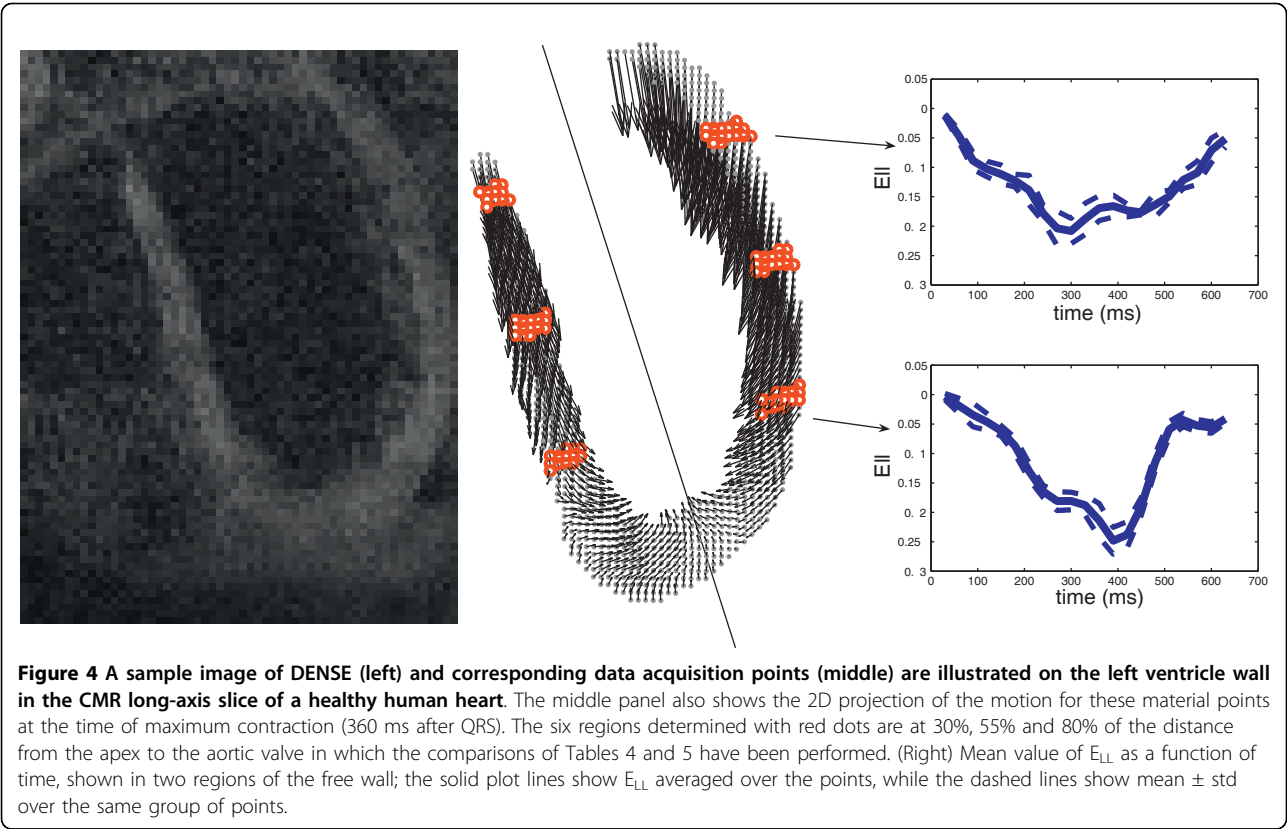 0.05
0
0.05
0.1
0.15
0. 2
0.25
0. 3
Ell
0 100 200 300 400 500 600 700
time (ms)
0.05
0
0.05
0.1
0.15
0. 2
0.25
0. 3
Ell
0 100 200 300 400 500 600 700
time (ms)
Figure 4 A sample image of DENSE (left) and corresponding data acquisition points (middle) are illustrated on the left ventricle wall
in the CMR long-axis slice of a healthy human heart. The middle panel also shows the 2D projection of the motion for these material points
at the time of maximum contraction (360 ms after QRS). The six regions determined with red dots are at 30%, 55% and 80% of the distance
from the apex to the aortic valve in which the comparisons of Tables 4 and 5 have been performed. (Right) Mean value of E_LL as a function of
time, shown in two regions of the free wall; the solid plot lines show E_LL averaged over the points, while the dashed lines show mean ± std
over the same group of points.